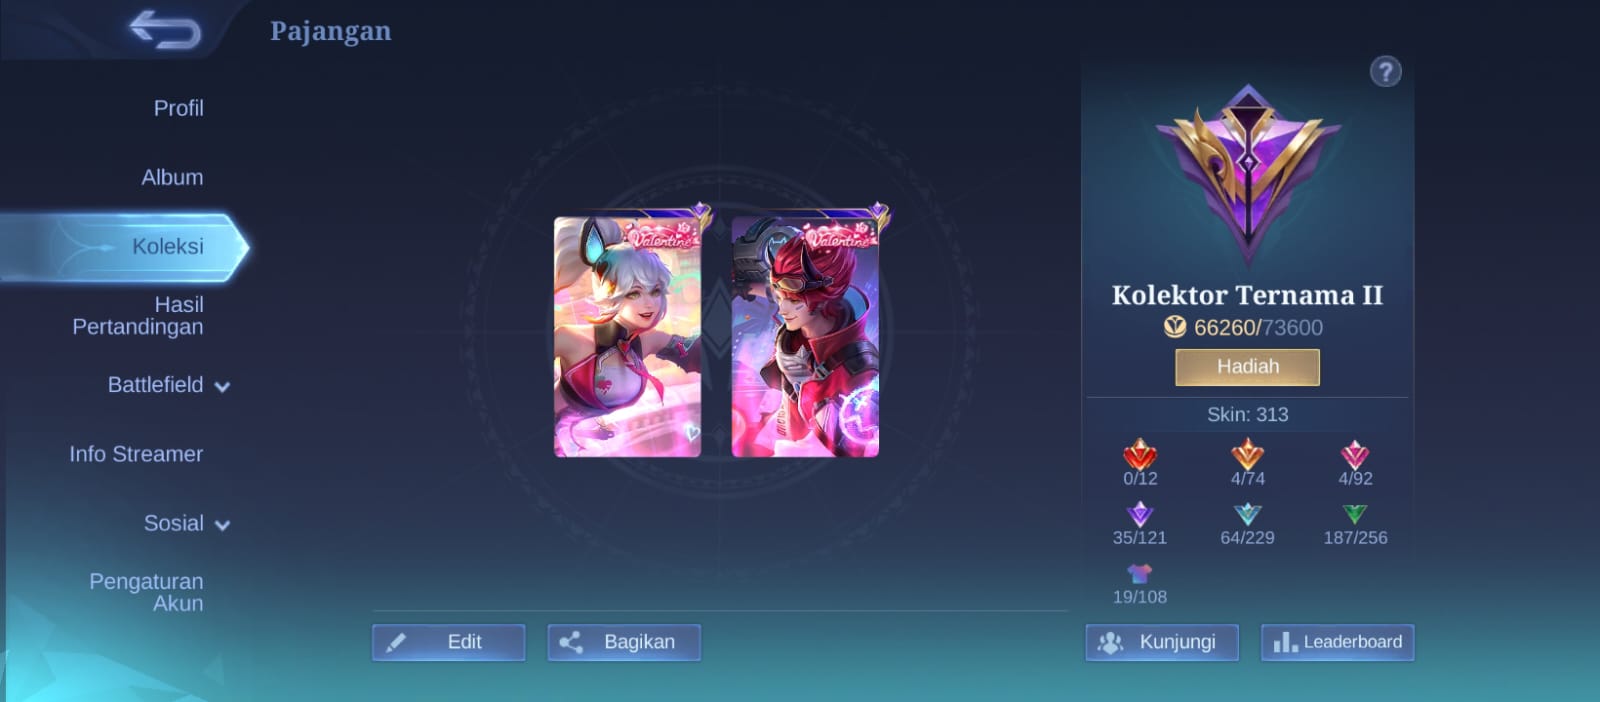 Pajangan
Profil
Album
Koleksi
Hasil
Pertandingan
Battlefield
Info Streamer
Sosial
Pengaturan
Akun
Valentine
Valentine
Edit
Bagikan
?
Kolektor Ternama II
66260/73600
Hadiah
Skin: 313
0/12
4/74
4/92
35/121
64/229
187/256
19/108
Kunjungi
Leaderboard